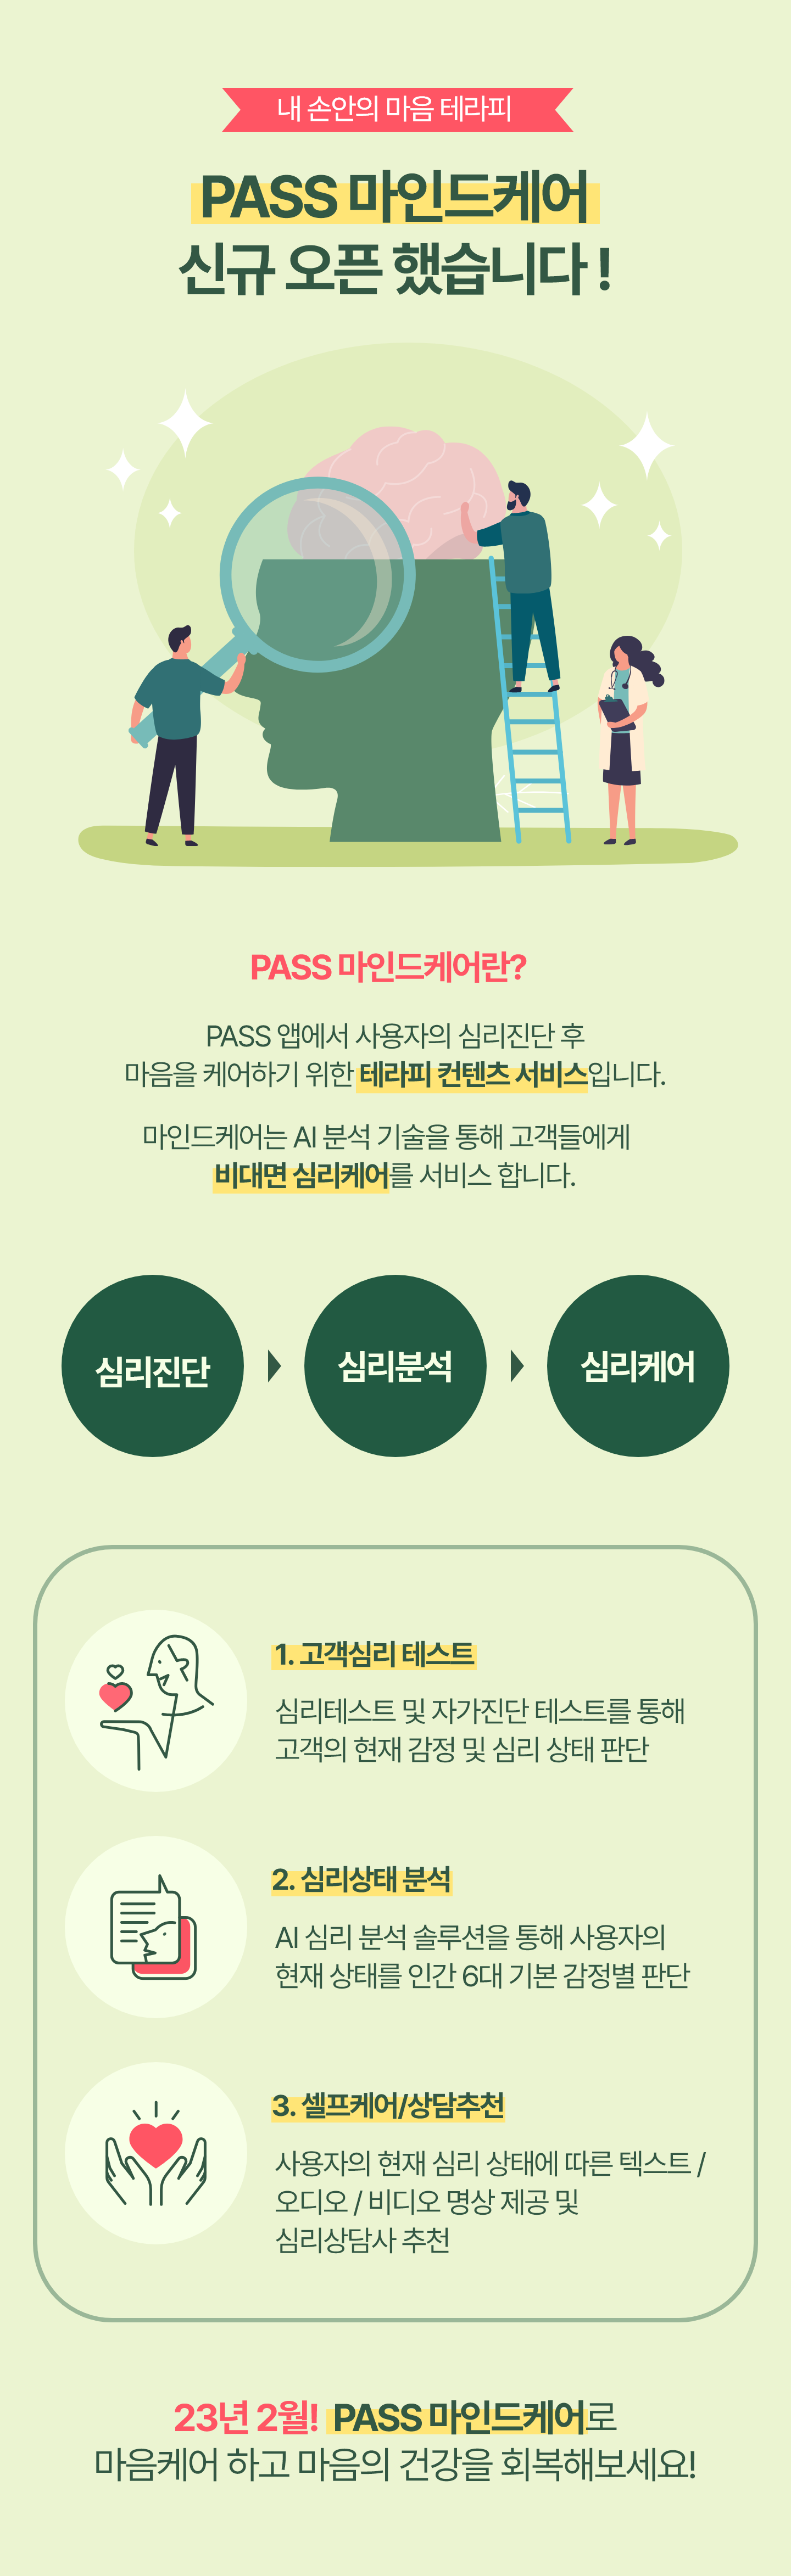 내 손안의 마음 테라피
PASS 마인드케어
신규 오픈 했습니다 !
PASS 마인드케어란?
PASS 앱에서 사용자의 심리진단 후
마음을 케어하기 위한 테라피 컨텐츠 서비스입니다.
마인드케어는 AI 분석 기술을 통해 고객들에게
비대면 심리케어를 서비스 합니다.
심리진단
심리분석
심리케어
1. 고객심리 테스트
심리테스트 및 자가진단 테스트를 통해
고객의 현재 감정 및 심리 상태 판단
2. 심리상태 분석
AI 심리 분석 솔루션을 통해 사용자의
현재 상태를 인간 6대 기본 감정별 판단
3. 셀프케어/상담추천
사용자의 현재 심리 상태에 따른 텍스트 /
오디오 / 비디오 명상 제공 및
심리상담사 추천
23년 2월! PASS 마인드케어로
마음케어 하고 마음의 건강을 회복해보세요!